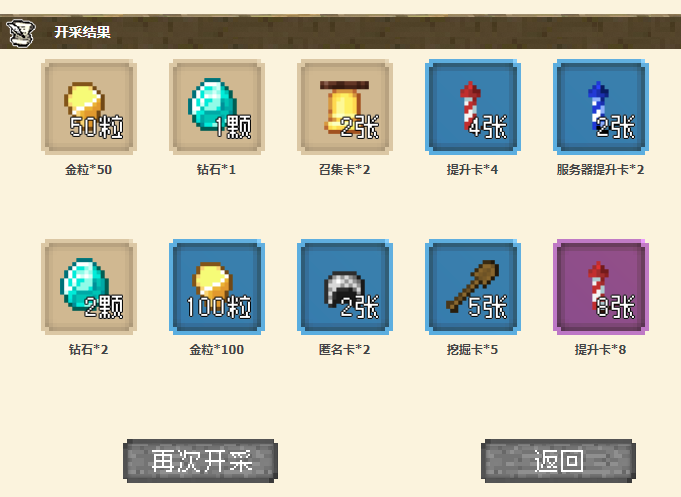 开采结果
50粒
1颗
2张
4张
2张
金粒*50
钻石*1
召集卡*2
提升卡*4
服务器提升卡*2
2颗
100粒
2张
5张
8张
钻石*2
金粒*100
匿名卡*2
挖掘卡*5
提升卡*8
再次开采
返回